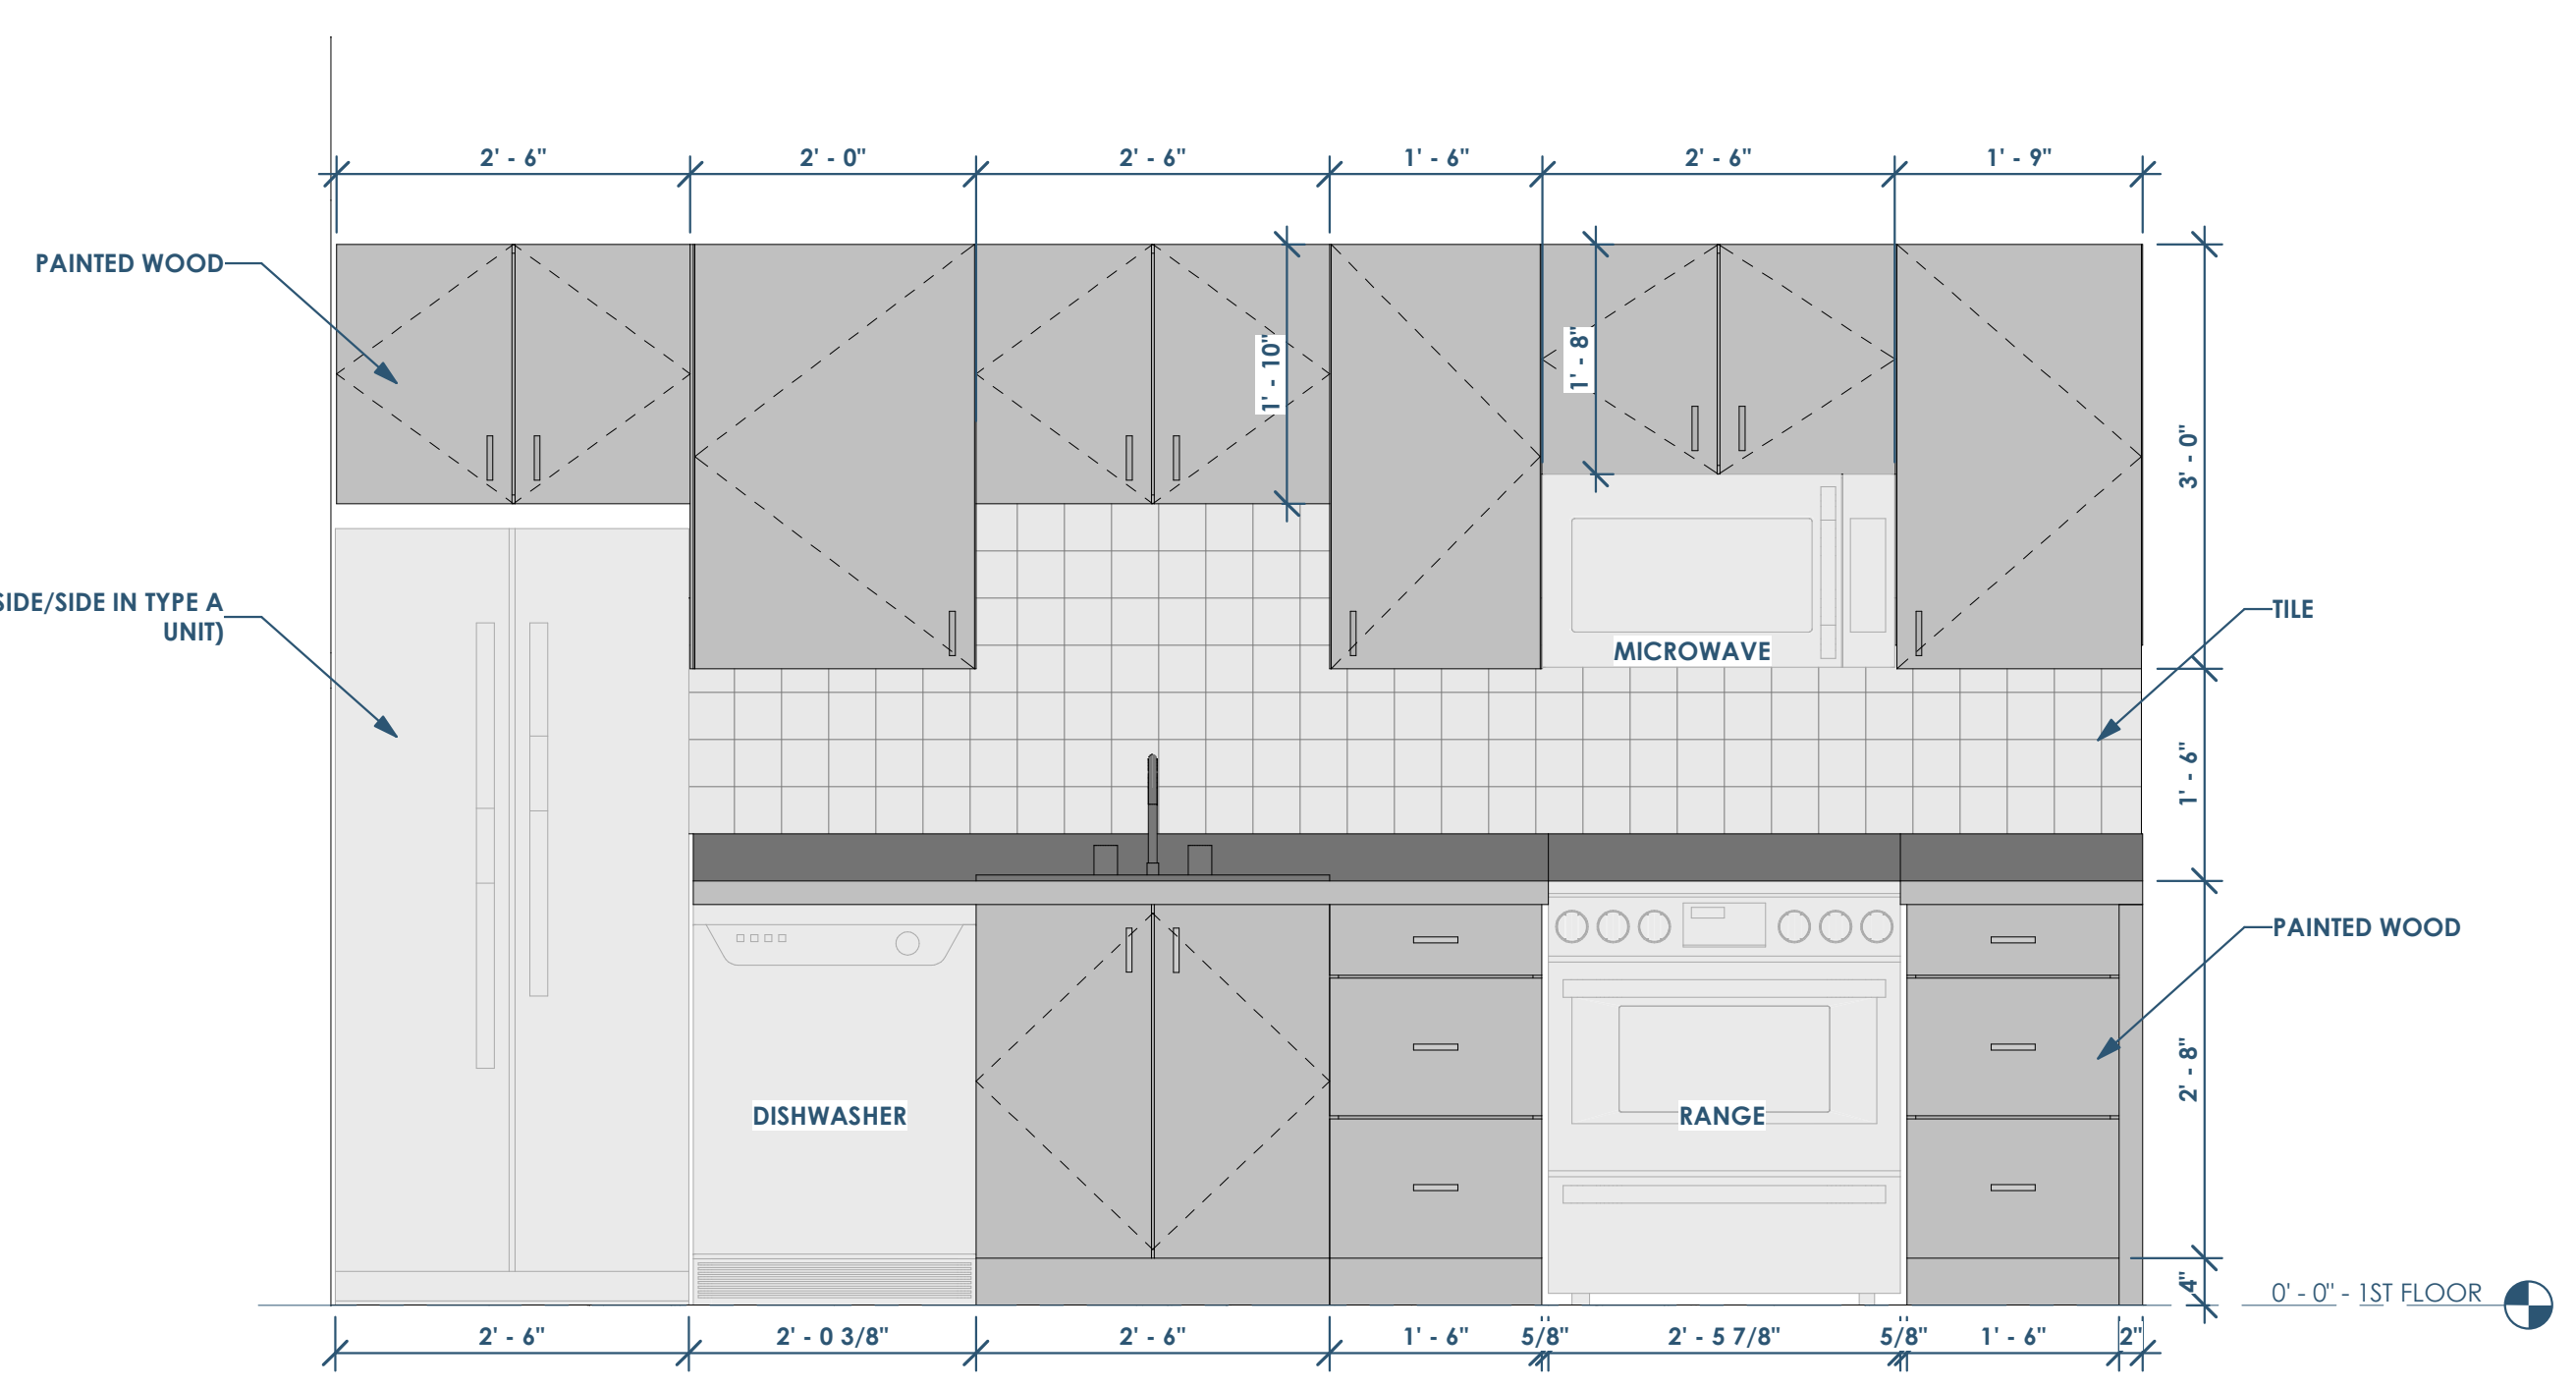 2' - 6" 2' - 0" 2' - 6" 1' - 6" 2' - 6" 1' - 9"
PAINTED WOOD
1' - 10"
1' - 8"
3' - 0"
SIDE/SIDE IN TYPE A
UNIT)
TILE
MICROWAVE
1' - 6"
PAINTED WOOD
2' - 8"
DISHWASHER
RANGE
4"
0' - 0" - 1ST FLOOR
2' - 6" 2' - 0 3/8" 2' - 6" 1' - 6" 5/8" 2' - 5 7/8" 5/8" 1' - 6" 2"